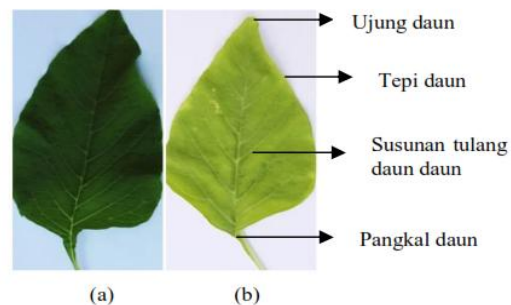 Ujung daun
Tepi daun
Susunan tulang
daun daun
Pangkal daun
(a)
(b)